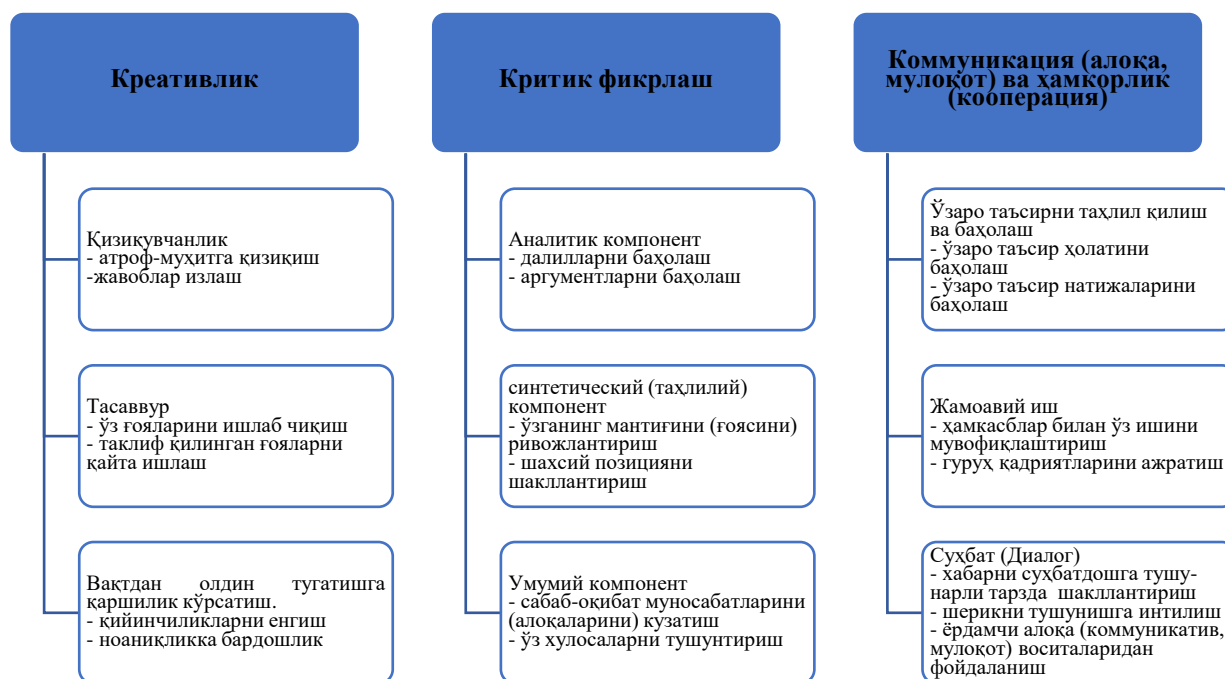 Креативлик
Қизиқувчанлик
- атроф-муҳитга қизиқиш
-жавоблар излаш
Тасаввур
- ўз ғояларини ишлаб чиқиш
- таклиф қилинган ғояларни
қайта ишлаш
Вақтдан олдин тугатишга
қаршилик кўрсатиш.
- қийинчиликларни енгиш
- ноаниқликка бардошлик
Критик фикрлаш
Аналитик компонент
- далилларни баҳолаш
- аргументларни баҳолаш
синтетический (таҳлилий)
компонент
- ўзганинг мантиғини (ғоясини)
ривожлантириш
- шахсий позицияни
шакллантириш
Умумий компонент
- сабаб-оқибат муносабатларини
(алоқаларини) кузатиш
- ўз хулосаларни тушунтириш
Коммуникация (алоқа,
мулоқот) ва ҳамкорлик
(кооперация)
Ўзаро таъсирни таҳлил қилиш
ва баҳолаш
- ўзаро таъсир ҳолатини
баҳолаш
- ўзаро таъсир натижаларини
баҳолаш
Жамоавий иш
- ҳамкасблар билан ўз ишини
мувофиқлаштириш
- гуруҳ қадриятларини ажратиш
Суҳбат (Диалог)
- хабарни суҳбатдошга тушу-
нарли тарзда шакллантириш
- шерикни тушунишга интилиш
- ёрдамчи алоқа (коммуникатив,
мулоқот) воситаларидан
фойдаланиш